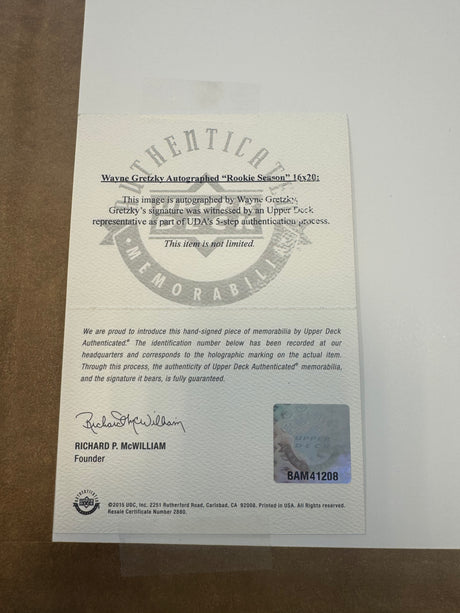 AUTHENTICATED
Wayne Gretzky Autographed “Rookie Season” 16x20:
This image is autographed by Wayne Gretzky.
Gretzky’s signature was witnessed by an Upper Deck
representative as part of UDA’s 5-step authentication process.
This item is not limited.
MEMORABILIA
We are proud to introduce this hand-signed piece of memorabilia by Upper Deck
Authenticated.® The identification number below has been recorded at our
headquarters and corresponds to the holographic marking on the actual item.
Through this process, the authenticity of Upper Deck Authenticated® memorabilia,
and the signature it bears, is fully guaranteed.
Richard McWilliam
RICHARD P. McWILLIAM
Founder
UPPER
DECK
BAM41208
©2015 UDC, Inc. 2251 Rutherford Road, Carlsbad, CA 92008. Printed in USA. All rights reserved.
Resale Certificate Number 2880.